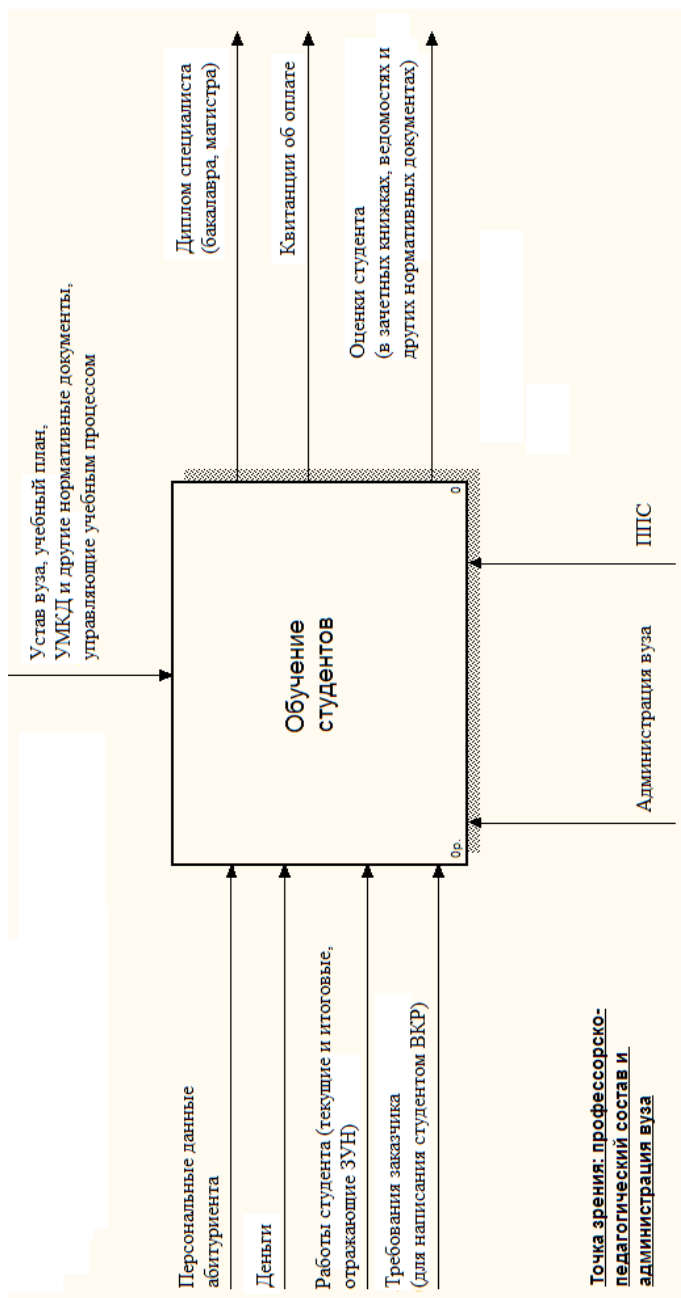 Устав вуза, учебный план,
УМКД и другие нормативные документы,
управляющие учебным процессом
Персональные данные
абитуриента
Деньги
Работы студента (текущие и итоговые,
отражающие ЗУН)
Требования заказчика
(для написания студентом ВКР)
Обучение
студентов
0р.
0
Диплом специалиста
(бакалавра, магистра)
Квитанции об оплате
Оценки студента
(в зачетных книжках, ведомостях и
других нормативных документах)
Администрация вуза
ППС
Точка зрения: профессорско-
педагогический состав и
администрация вуза